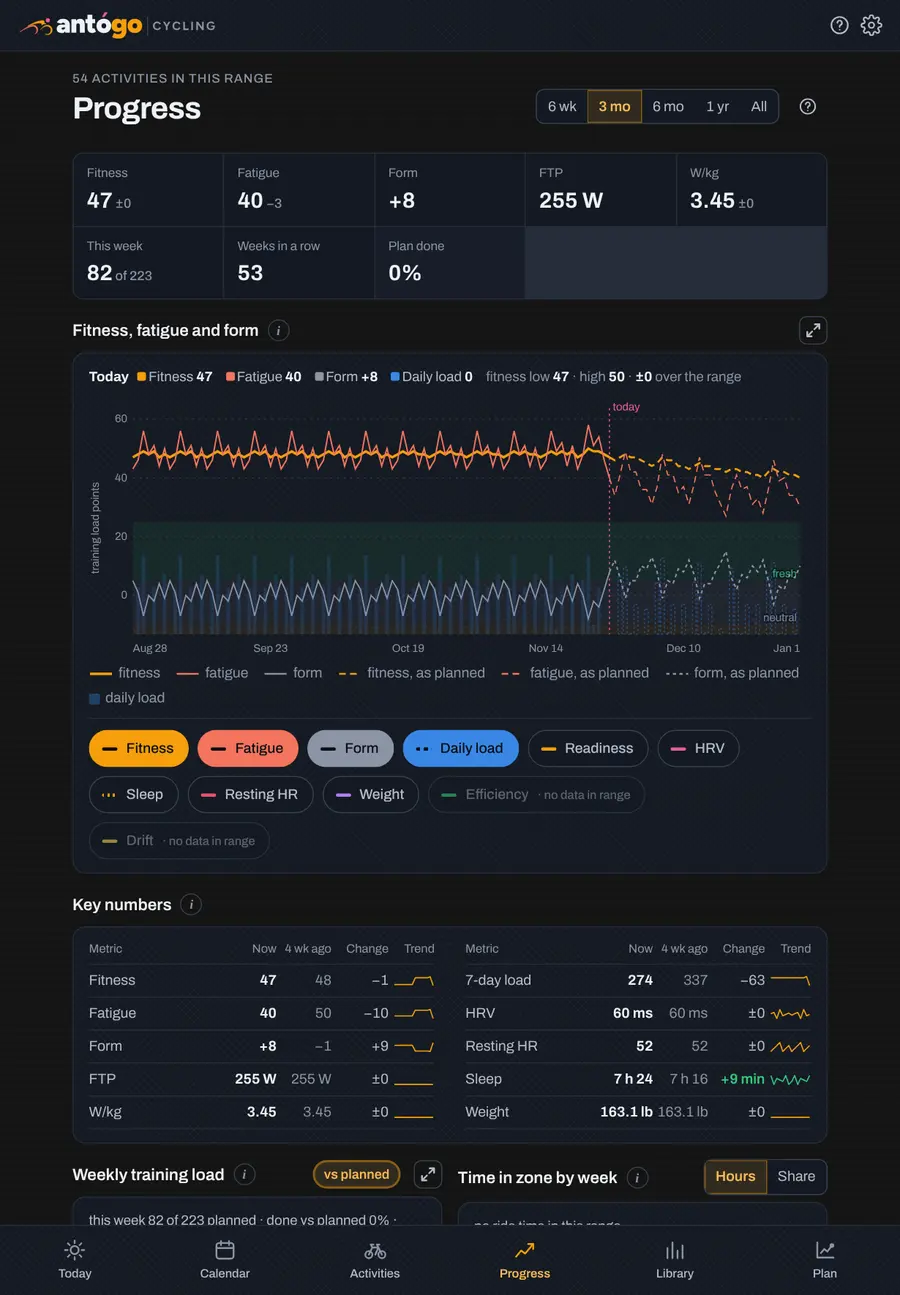 antógo CYCLING
54 ACTIVITIES IN THIS RANGE
Progress
6 wk 3 mo 6 mo 1 yr All
Fitness Fatigue Form FTP W/kg
47 ±0 40 −3 +8 255 W 3.45 ±0
This week Weeks in a row Plan done
82 of 223 53 0%
Fitness, fatigue and form i
Today Fitness 47 Fatigue 40 Form +8 Daily load 0 fitness low 47 · high 50 · ±0 over the range
today
60
40
20
0
training load points
fresh
neutral
Aug 28 Sep 23 Oct 19 Nov 14 Dec 10 Jan 1
fitness fatigue form fitness, as planned fatigue, as planned form, as planned
daily load
Fitness Fatigue Form Daily load Readiness HRV
Sleep Resting HR Weight Efficiency · no data in range
Drift · no data in range
Key numbers i
Metric Now 4 wk ago Change Trend Metric Now 4 wk ago Change Trend
Fitness 47 48 −1 7-day load 274 337 −63
Fatigue 40 50 −10 HRV 60 ms 60 ms ±0
Form +8 −1 +9 Resting HR 52 52 ±0
FTP 255 W 255 W ±0 Sleep 7 h 24 7 h 16 +9 min
W/kg 3.45 3.45 ±0 Weight 163.1 lb 163.1 lb ±0
Weekly training load i vs planned Time in zone by week i Hours Share
this week 82 of 223 planned · done vs planned 0% ·
no ride time in this range
Today Calendar Activities Progress Library Plan